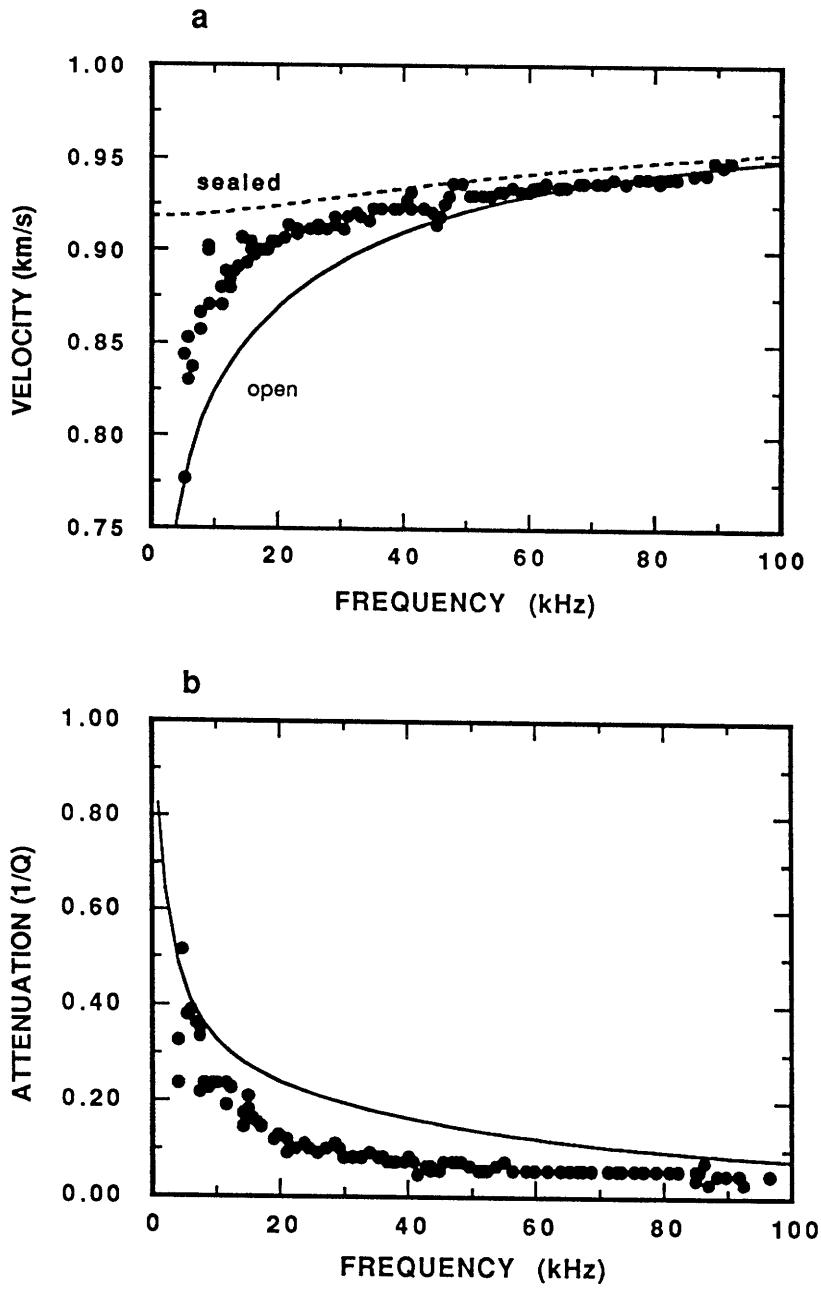 a
1.00
0.95
0.90
0.85
0.80
0.75
VELOCITY (km/s)
sealed
open
0 20 40 60 80 100
FREQUENCY (kHz)
b
1.00
0.80
0.60
0.40
0.20
0.00
ATTENUATION (1/Q)
0 20 40 60 80 100
FREQUENCY (kHz)